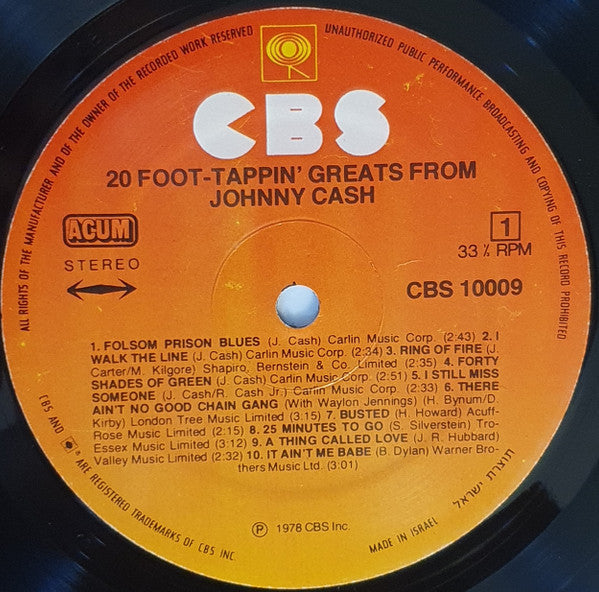 ALL RIGHTS OF THE MANUFACTURER AND OF THE OWNER OF THE RECORDED WORK RESERVED
UNAUTHORIZED PUBLIC PERFORMANCE BROADCASTING AND COPYING OF THIS RECORD PROHIBITED
CBS
20 FOOT-TAPPIN' GREATS FROM
JOHNNY CASH
ACUM
STEREO
1
33⅓ RPM
CBS 10009
1. FOLSOM PRISON BLUES (J. Cash) Carlin Music Corp. (2:43) 2. I
WALK THE LINE (J. Cash) Carlin Music Corp. (2:34) 3. RING OF FIRE (J.
Carter/M. Kilgore) Shapiro, Bernstein & Co. Limited (2:35) 4. FORTY
SHADES OF GREEN (J. Cash) Carlin Music Corp. (2:51) 5. I STILL MISS
SOMEONE (J. Cash/R. Cash Jr.) Carlin Music Corp. (2:33) 6. THERE
AIN'T NO GOOD CHAIN GANG (With Waylon Jennings) (H. Bynum/D.
Kirby) London Tree Music Limited (3.15) 7. BUSTED (H. Howard) Acuff-
Rose Music Limited (2:15) 8. 25 MINUTES TO GO (S. Silverstein) Tro-
Essex Music Limited (3:12) 9. A THING CALLED LOVE (J. R. Hubbard)
Valley Music Limited (2:32) 10. IT AIN'T ME BABE (B. Dylan) Warner Bro-
thers Music Ltd. (3:01)
Ⓟ 1978 CBS Inc.
CBS AND ® ARE REGISTERED TRADEMARKS OF CBS INC.
MADE IN ISRAEL
תוצרת ישראל